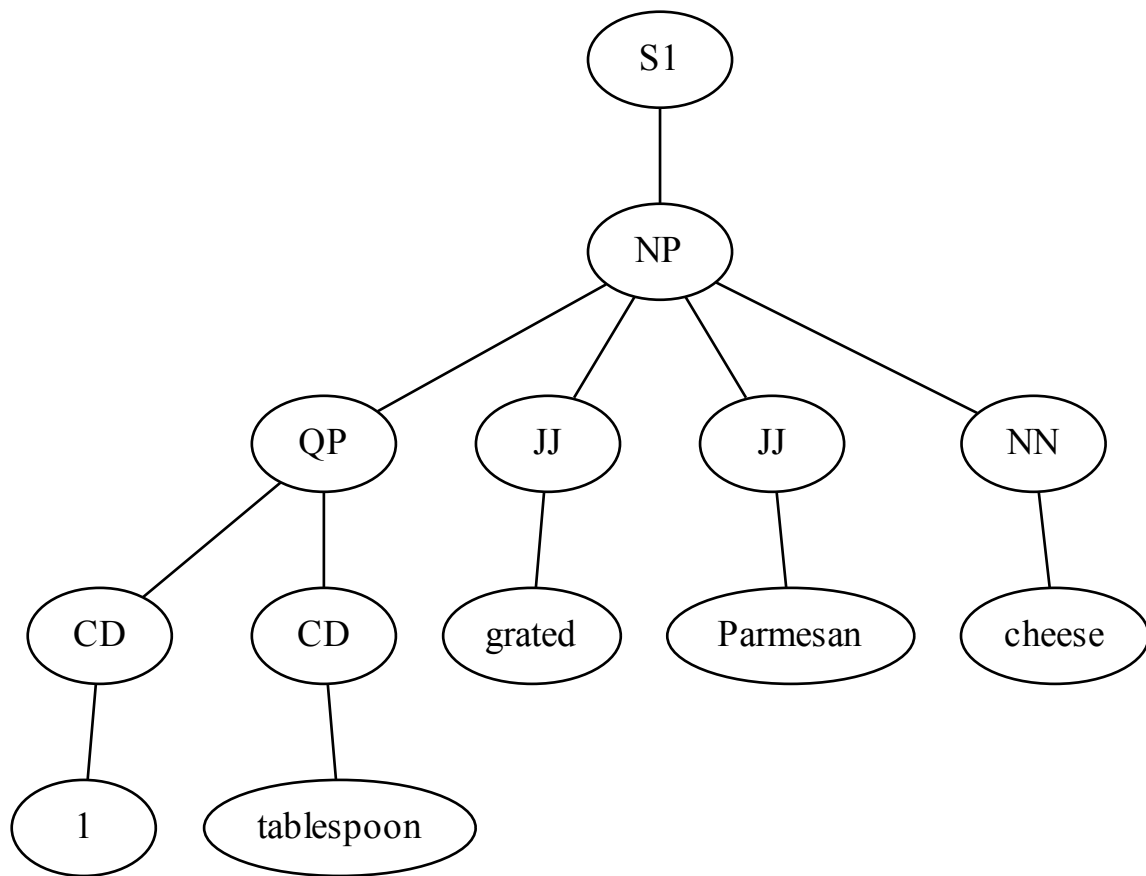 S1
NP
QP JJ JJ NN
CD CD grated Parmesan cheese
1 tablespoon